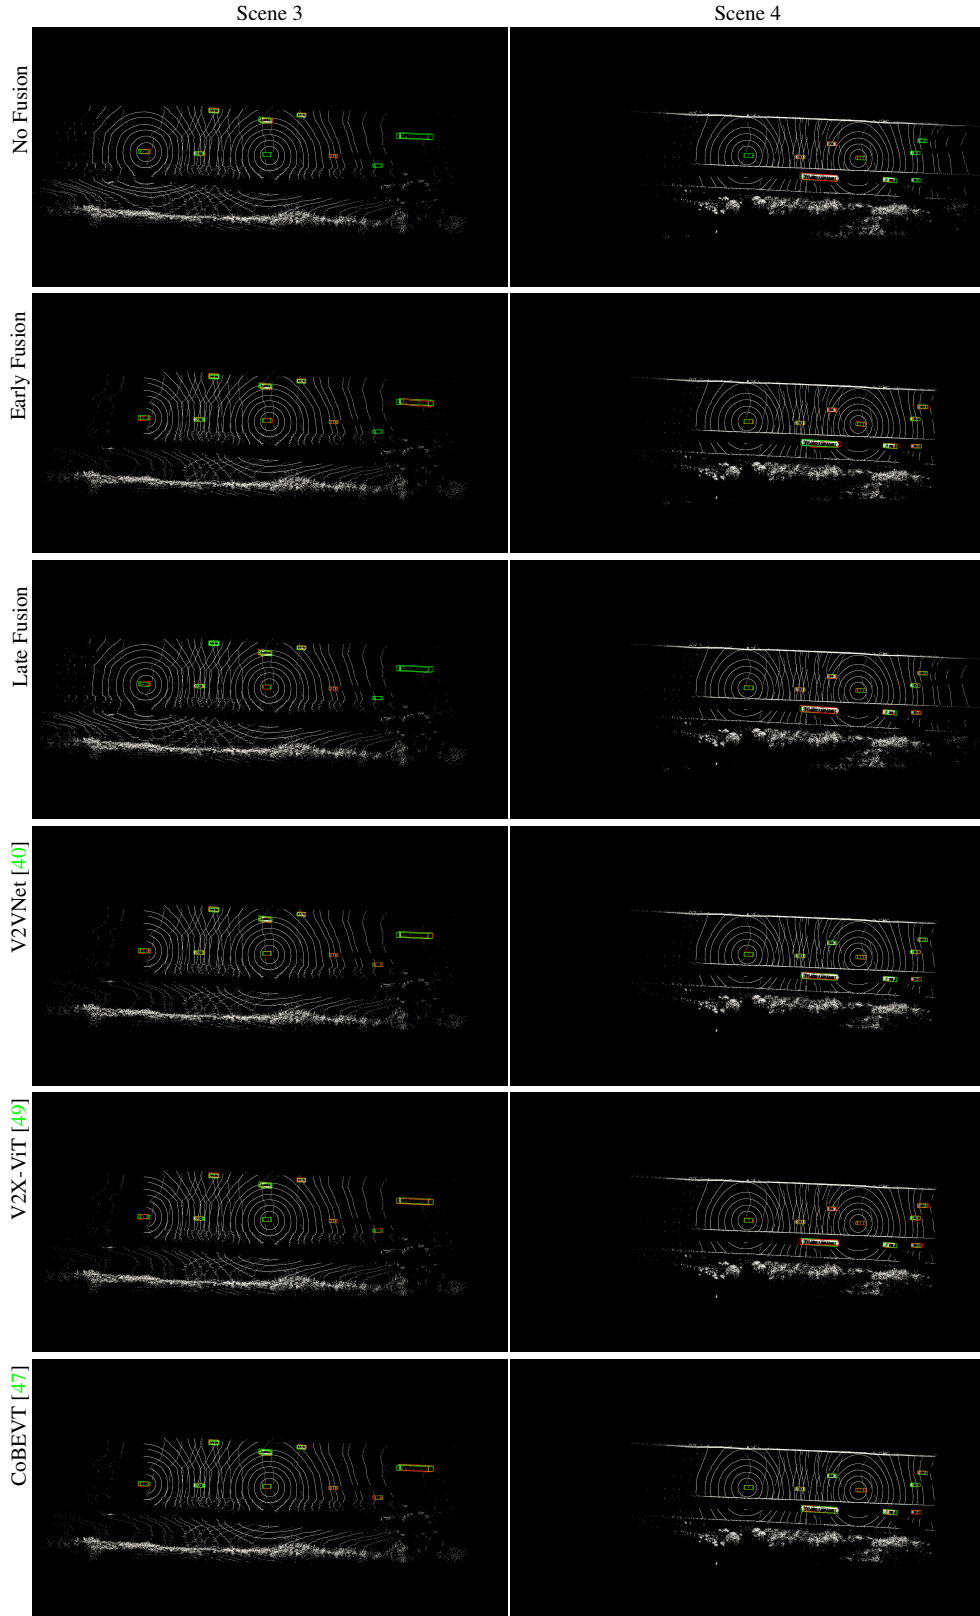 Scene 3
Scene 4
No Fusion
Early Fusion
Late Fusion
V2VNet [40]
V2X-ViT [49]
CoBEVT [47]